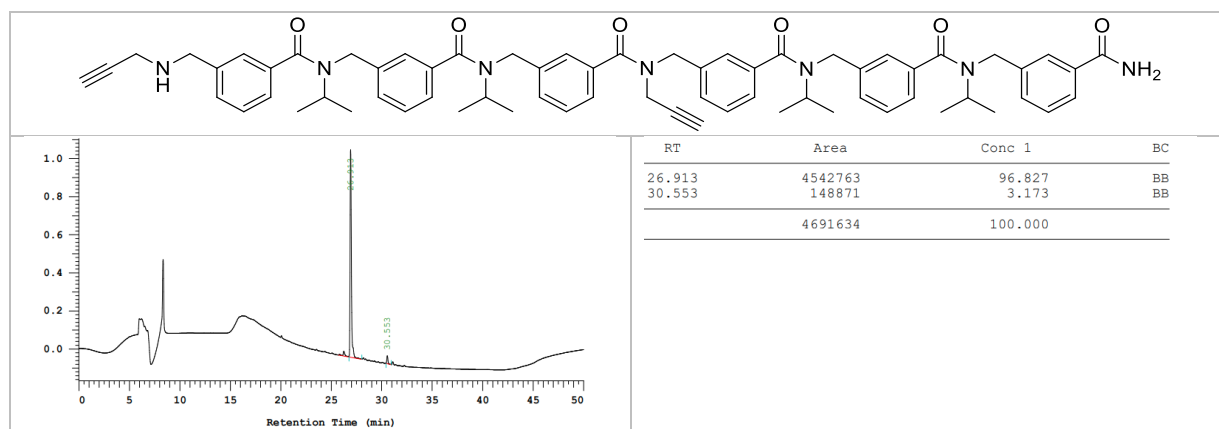 O O O O O O
N H N N N N N NH2
1.0
0.8
0.6
0.4
0.2
0.0
26.913
30.553
0 5 10 15 20 25 30 35 40 45 50
Retention Time (min)
RT Area Conc 1 BC
26.913 4542763 96.827 BB
30.553 148871 3.173 BB
4691634 100.000